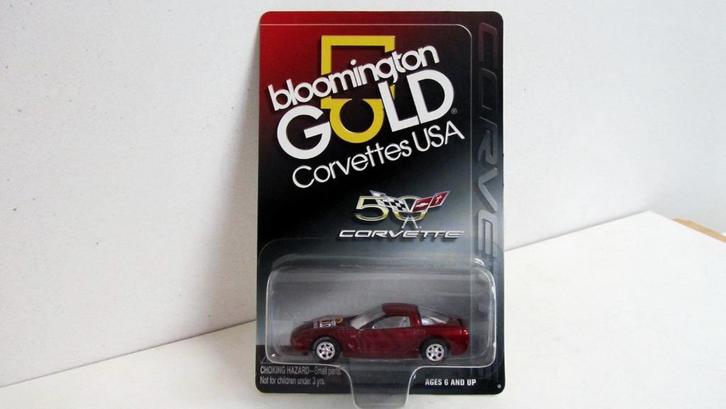 bloomington
GOLD®
Corvettes USA
50
CORVETTE
CORVE
CHOKING HAZARD—Small parts
Not for children under 3 yrs.
AGES 6 AND UP